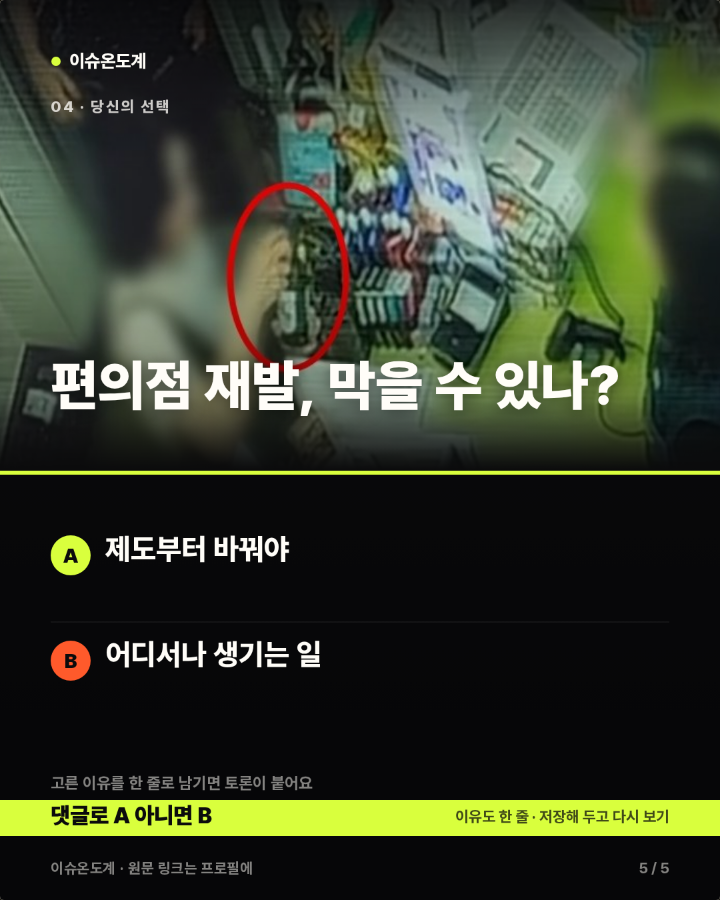 이슈온도계
04 · 당신의 선택
편의점 재발, 막을 수 있나?
A 제도부터 바꿔야
B 어디서나 생기는 일
고른 이유를 한 줄로 남기면 토론이 붙어요
댓글로 A 아니면 B
이유도 한 줄 · 저장해 두고 다시 보기
이슈온도계 · 원문 링크는 프로필에
5 / 5